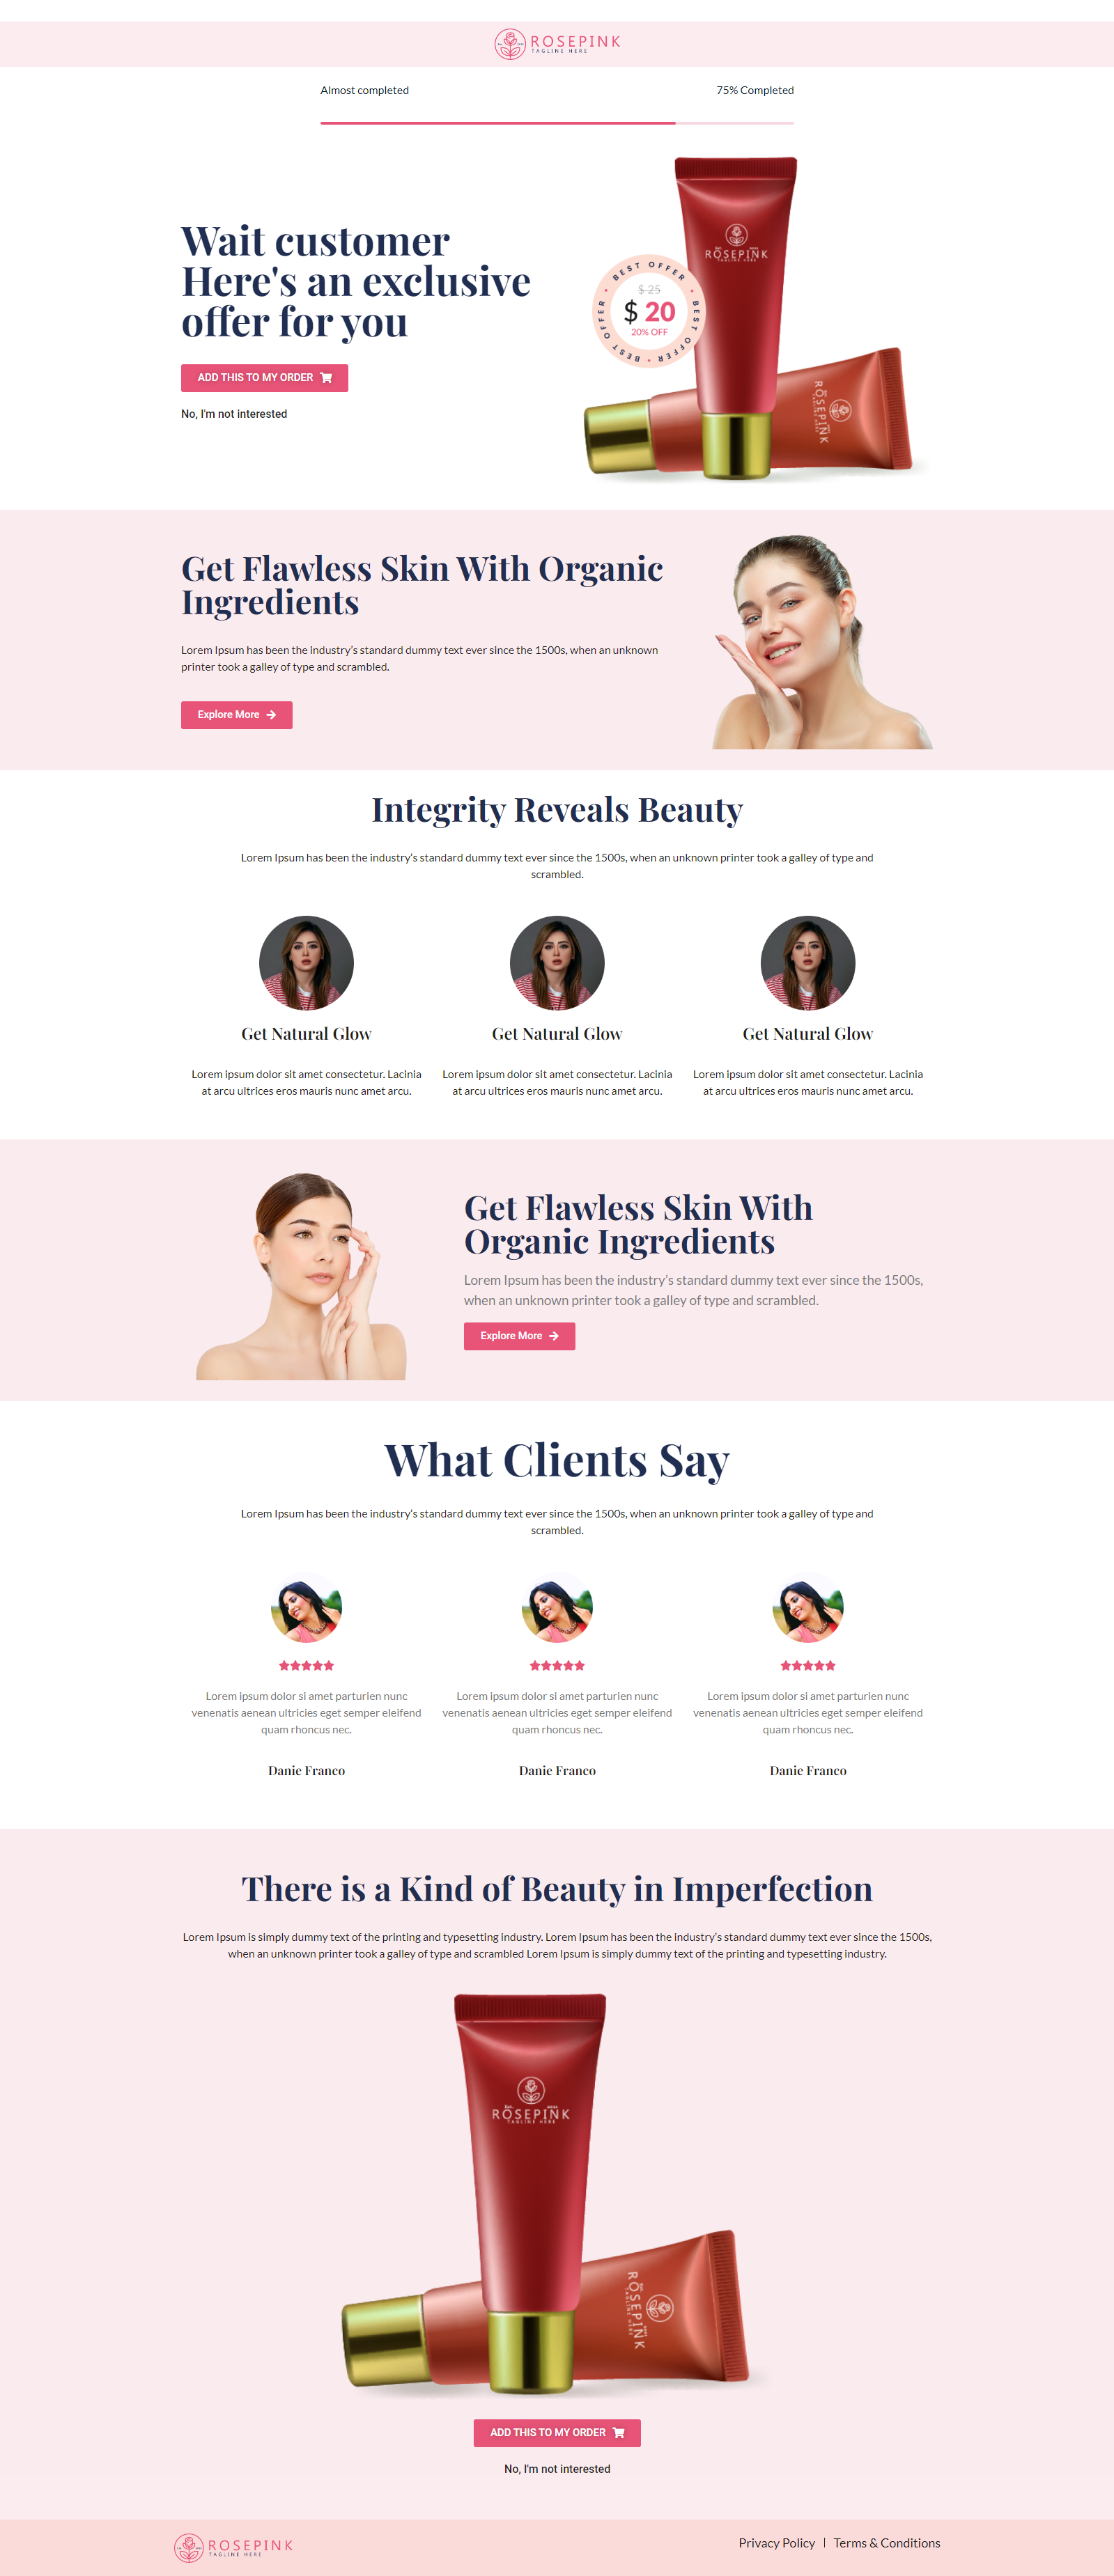 ROSEPINK
TAGLINE HERE
Almost completed
75% Completed
Wait customer
Here's an exclusive
offer for you
ADD THIS TO MY ORDER
No, I'm not interested
ROSEPINK
TAGLINE HERE
BEST OFFER • BEST OFFER • BEST OFFER •
$ 25
$ 20
20% OFF
ROSEPINK
TAGLINE HERE
Get Flawless Skin With Organic
Ingredients
Lorem Ipsum has been the industry’s standard dummy text ever since the 1500s, when an unknown
printer took a galley of type and scrambled.
Explore More
Integrity Reveals Beauty
Lorem Ipsum has been the industry’s standard dummy text ever since the 1500s, when an unknown printer took a galley of type and
scrambled.
Get Natural Glow
Lorem ipsum dolor sit amet consectetur. Lacinia
at arcu ultrices eros mauris nunc amet arcu.
Get Natural Glow
Lorem ipsum dolor sit amet consectetur. Lacinia
at arcu ultrices eros mauris nunc amet arcu.
Get Natural Glow
Lorem ipsum dolor sit amet consectetur. Lacinia
at arcu ultrices eros mauris nunc amet arcu.
Get Flawless Skin With
Organic Ingredients
Lorem Ipsum has been the industry’s standard dummy text ever since the 1500s,
when an unknown printer took a galley of type and scrambled.
Explore More
What Clients Say
Lorem Ipsum has been the industry’s standard dummy text ever since the 1500s, when an unknown printer took a galley of type and
scrambled.
Lorem ipsum dolor si amet parturien nunc
venenatis aenean ultricies eget semper eleifend
quam rhoncus nec.
Danie Franco
Lorem ipsum dolor si amet parturien nunc
venenatis aenean ultricies eget semper eleifend
quam rhoncus nec.
Danie Franco
Lorem ipsum dolor si amet parturien nunc
venenatis aenean ultricies eget semper eleifend
quam rhoncus nec.
Danie Franco
There is a Kind of Beauty in Imperfection
Lorem Ipsum is simply dummy text of the printing and typesetting industry. Lorem Ipsum has been the industry’s standard dummy text ever since the 1500s,
when an unknown printer took a galley of type and scrambled Lorem Ipsum is simply dummy text of the printing and typesetting industry.
ROSEPINK
TAGLINE HERE
ROSEPINK
TAGLINE HERE
ADD THIS TO MY ORDER
No, I'm not interested
ROSEPINK
TAGLINE HERE
Privacy Policy | Terms & Conditions